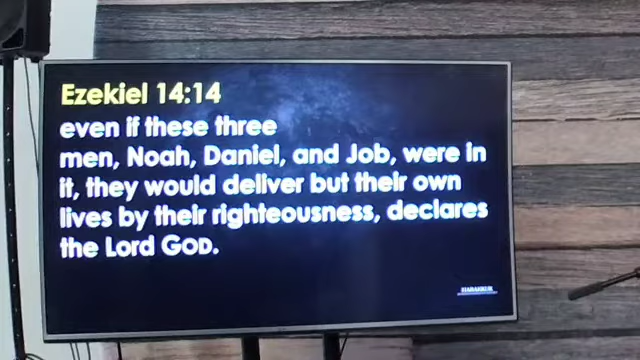 Ezekiel 14:14
even if these three
men, Noah, Daniel, and Job, were in
it, they would deliver but their own
lives by their righteousness, declares
the Lord GOD.